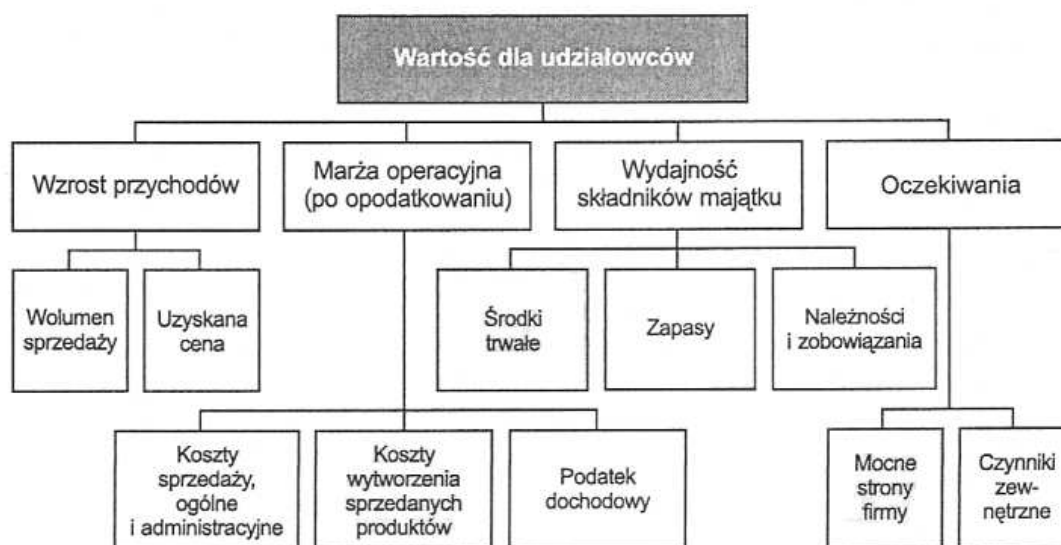 Wartość dla udziałowców
Wzrost przychodów
Marża operacyjna
(po opodatkowaniu)
Wydajność
składników majątku
Oczekiwania
Wolumen
sprzedaży
Uzyskana
cena
Środki
trwałe
Zapasy
Należności
i zobowiązania
Koszty
sprzedaży,
ogólne
i administracyjne
Koszty
wytworzenia
sprzedanych
produktów
Podatek
dochodowy
Mocne
strony
firmy
Czynniki
zew-
nętrzne